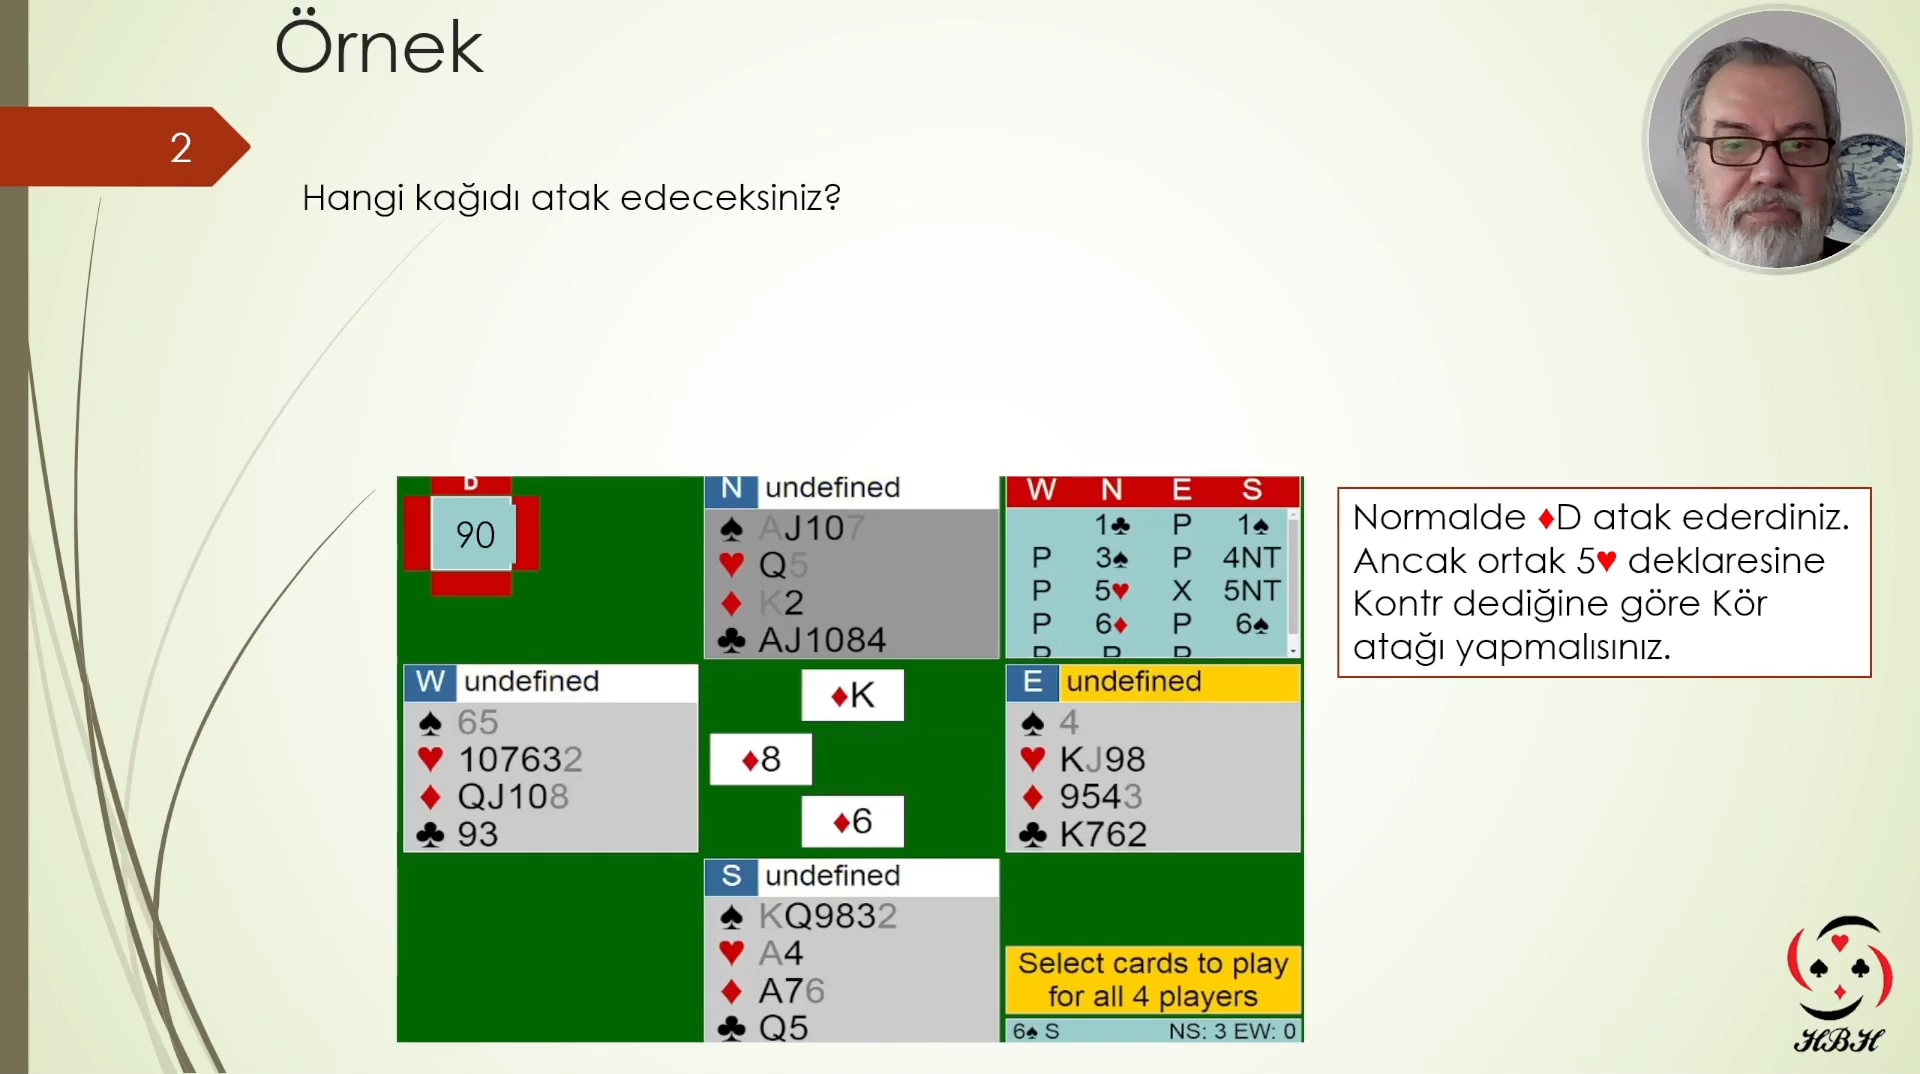 Örnek
2
Hangi kağıdı atak edeceksiniz?
D
90
N undefined
♠ AJ107
♥ Q5
♦ K2
♣ AJ1084
W N E S
1♣ P 1♠
P 3♠ P 4NT
P 5♥ X 5NT
P 6♦ P 6♠
P P P
W undefined
♠ 65
♥ 107632
♦ QJ108
♣ 93
♦K
♦8
♦6
E undefined
♠ 4
♥ KJ98
♦ 9543
♣ K762
S undefined
♠ KQ9832
♥ A4
♦ A76
♣ Q5
Select cards to play
for all 4 players
6♠ S NS: 3 EW: 0
Normalde ♦D atak ederdiniz.
Ancak ortak 5♥ deklaresine
Kontr dediğine göre Kör
atağı yapmalısınız.
HBH